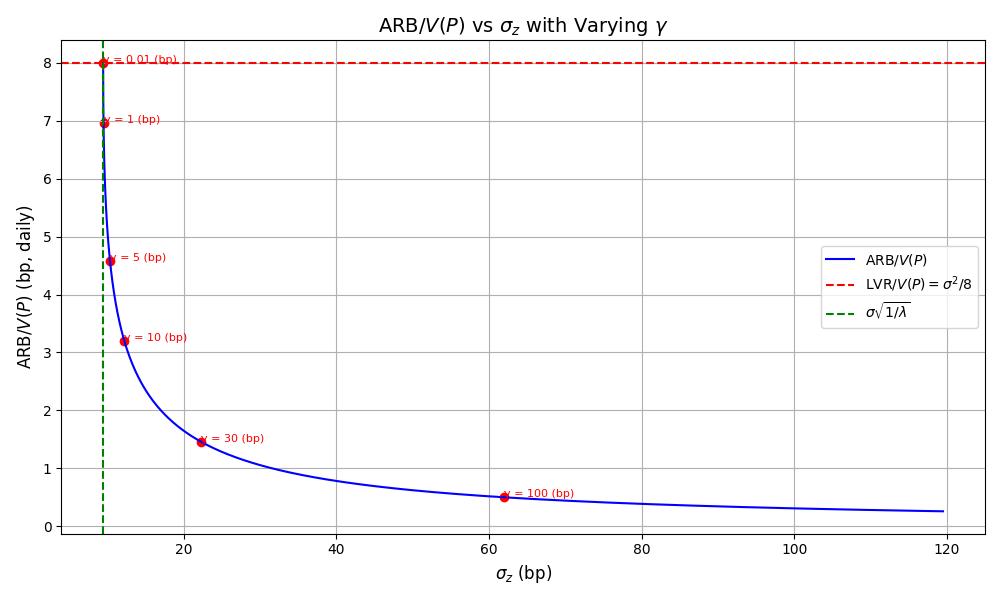 ARB/V(P) vs σ_z with Varying γ
ARB/V(P) (bp, daily)
8
7
6
5
4
3
2
1
0
γ = 0.01 (bp)
γ = 1 (bp)
γ = 5 (bp)
γ = 10 (bp)
γ = 30 (bp)
γ = 100 (bp)
ARB/V(P)
LVR/V(P) = σ²/8
σ√1/λ
20 40 60 80 100 120
σ_z (bp)